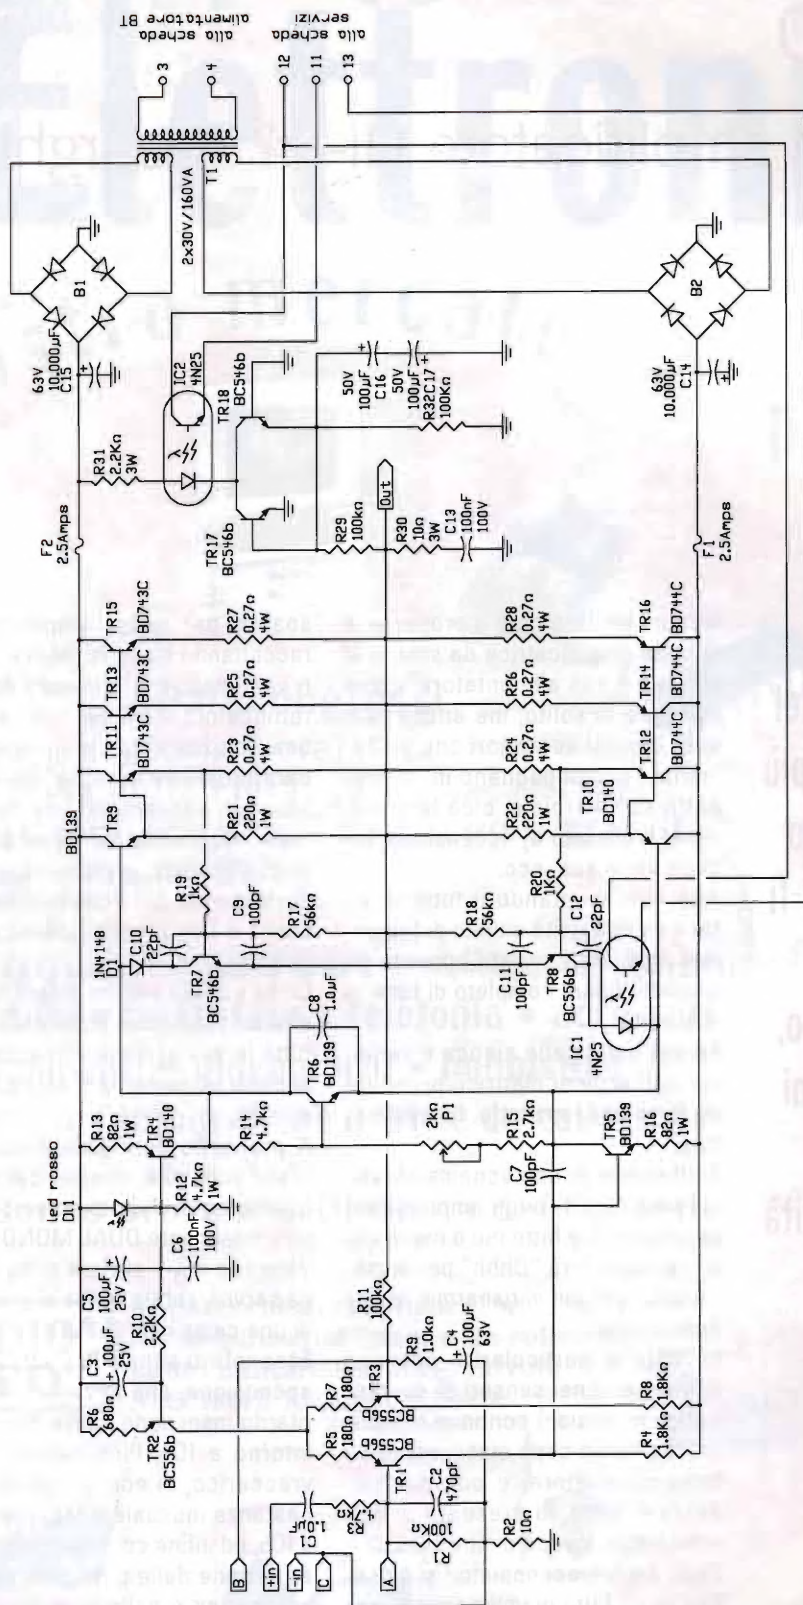 alla scheda
alimentatore BT
alla scheda
servizi
3
4
12
11
13
2x30V/160VA
T1
B1
B2
63V
10.000µF
C15
63V
10.000µF
C14
IC2
4N25
R31
2.2KΩ
3W
TR18
BC546b
TR17
BC546b
50V
100µF
C16
50V
100µF
C17
R32
100KΩ
R29
100kΩ
R30
10Ω
3W
C13
100nF
100V
Out
F2
2.5Amps
F1
2.5Amps
TR15
BD743C
TR13
BD743C
TR11
BD743C
TR9
BD139
R27
0.27Ω
4W
R25
0.27Ω
4W
R23
0.27Ω
4W
R21
220Ω
1W
R28
0.27Ω
4W
R26
0.27Ω
4W
R24
0.27Ω
4W
R22
220Ω
1W
TR16
BD744C
TR14
BD744C
TR12
BD744C
TR10
BD140
R19
1kΩ
R20
1kΩ
1N4148
D1
C10
22pF
TR7
BC546b
C9
100pF
R17
56kΩ
R18
56kΩ
C11
100pF
TR8
BC556b
C12
22pF
IC1
4N25
C8
1.0µF
TR6
BD139
R13
82Ω
1W
TR4
BD140
R14
4.7kΩ
2kΩ
P1
R15
2.7kΩ
C7
100pF
TR5
BD139
R16
82Ω
1W
led rosso
DL1
R12
4.7kΩ
1W
100nF
100V
C5
100µF
25V
R10
2.2KΩ
C3
100µF
25V
R6
680Ω
TR2
BC556b
R11
100kΩ
R9
1.0kΩ
C4
100µF
63V
R7
180Ω
TR3
BC556b
R5
180Ω
BC556b
TR1
R8
1.8KΩ
R4
1.8KΩ
C1
1.0µF
R3
4.7KΩ
C2
470pF
R1
100KΩ
R2
10Ω
B
+in
-in
C
A